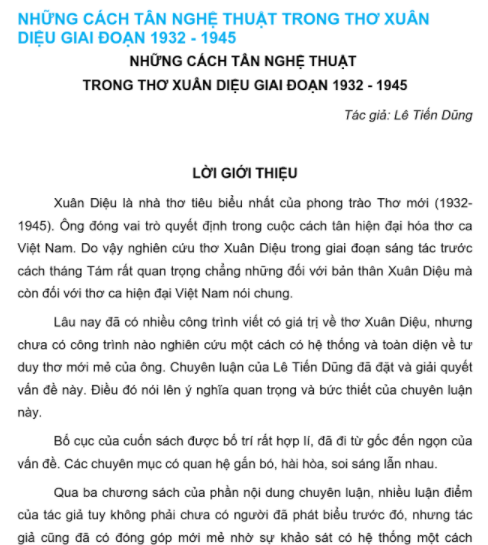 NHỮNG CÁCH TÂN NGHỆ THUẬT TRONG THƠ XUÂN
DIỆU GIAI ĐOẠN 1932 - 1945
NHỮNG CÁCH TÂN NGHỆ THUẬT
TRONG THƠ XUÂN DIỆU GIAI ĐOẠN 1932 - 1945
Tác giả: Lê Tiến Dũng
LỜI GIỚI THIỆU
Xuân Diệu là nhà thơ tiêu biểu nhất của phong trào Thơ mới (1932-
1945). Ông đóng vai trò quyết định trong cuộc cách tân hiện đại hóa thơ ca
Việt Nam. Do vậy nghiên cứu thơ Xuân Diệu trong giai đoạn sáng tác trước
cách tháng Tám rất quan trọng chẳng những đối với bản thân Xuân Diệu mà
còn đối với thơ ca hiện đại Việt Nam nói chung.
Lâu nay đã có nhiều công trình viết có giá trị về thơ Xuân Diệu, nhưng
chưa có công trình nào nghiên cứu một cách có hệ thống và toàn diện về tư
duy thơ mới mẻ của ông. Chuyên luận của Lê Tiến Dũng đã đặt và giải quyết
vấn đề này. Điều đó nói lên ý nghĩa quan trọng và bức thiết của chuyên luận
này.
Bố cục của cuốn sách được bố trí rất hợp lí, đã đi từ gốc đến ngọn của
vấn đề. Các chuyên mục có quan hệ gắn bó, hài hòa, soi sáng lẫn nhau.
Qua ba chương sách của phần nội dung chuyên luận, nhiều luận điểm
của tác giả tuy không phải chưa có người đã phát biểu trước đó, nhưng tác
giả cũng đã có đóng góp mới mẻ nhờ sự khảo sát có hệ thống một cách